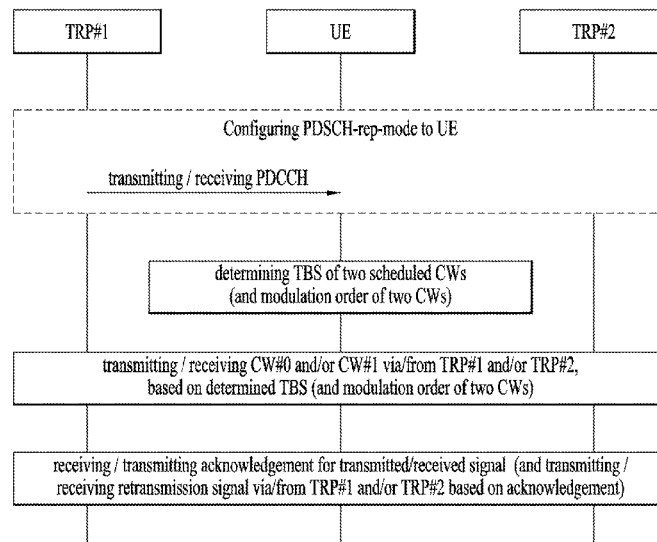 TRP#1
UE
TRP#2
Configuring PDSCH-rep-mode to UE
transmitting / receiving PDCCH
determining TBS of two scheduled CWs
(and modulation order of two CWs)
transmitting / receiving CW#0 and/or CW#1 via/from TRP#1 and/or TRP#2,
based on determined TBS (and modulation order of two CWs)
receiving / transmitting acknowledgement for transmitted/received signal (and transmitting /
receiving retransmission signal via/from TRP#1 and/or TRP#2 based on acknowledgement)